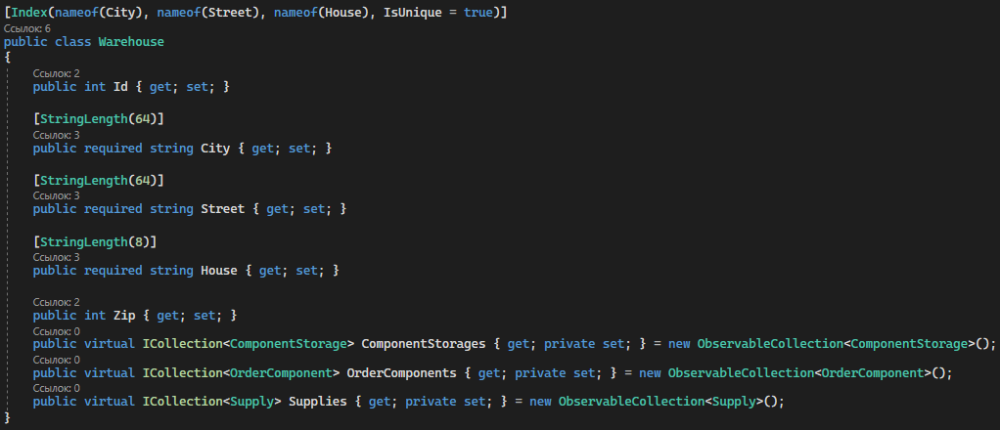 [Index(nameof(City), nameof(Street), nameof(House), IsUnique = true)]
Ссылок: 6
public class Warehouse
{
Ссылок: 2
public int Id { get; set; }
[StringLength(64)]
Ссылок: 3
public required string City { get; set; }
[StringLength(64)]
Ссылок: 3
public required string Street { get; set; }
[StringLength(8)]
Ссылок: 3
public required string House { get; set; }
Ссылок: 2
public int Zip { get; set; }
Ссылок: 0
public virtual ICollection<ComponentStorage> ComponentStorages { get; private set; } = new ObservableCollection<ComponentStorage>();
Ссылок: 0
public virtual ICollection<OrderComponent> OrderComponents { get; private set; } = new ObservableCollection<OrderComponent>();
Ссылок: 0
public virtual ICollection<Supply> Supplies { get; private set; } = new ObservableCollection<Supply>();
}